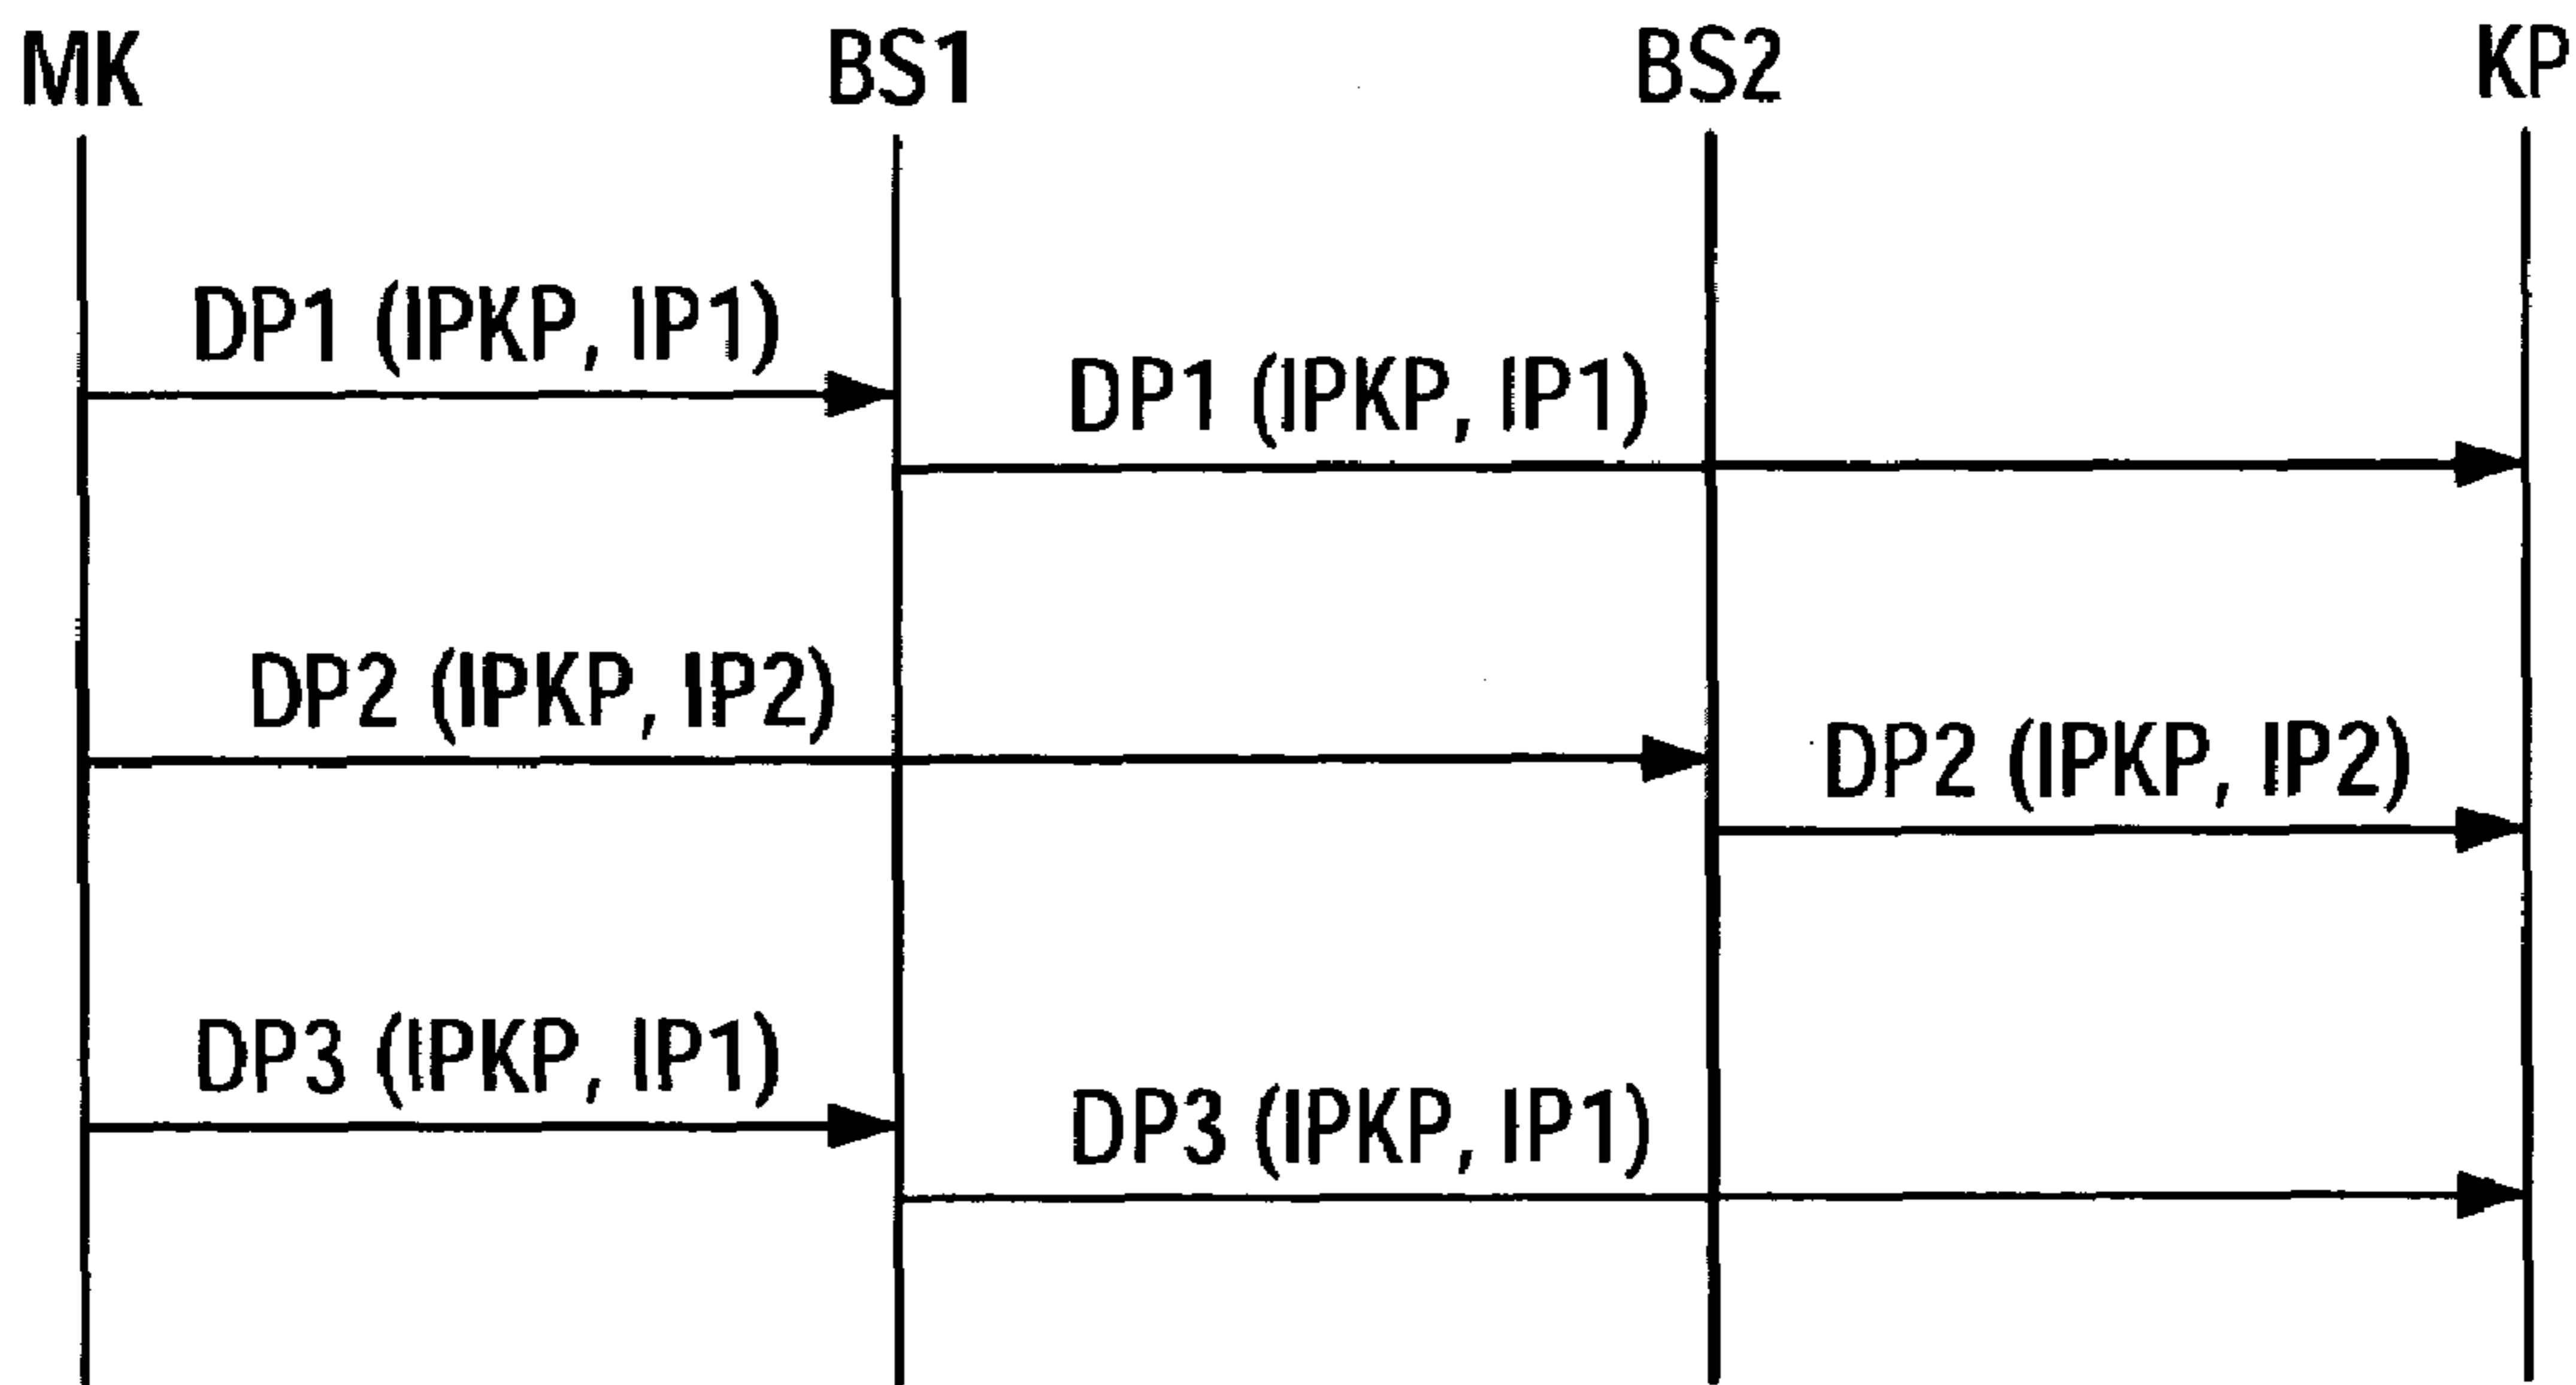 MK BS1 BS2 KP
DP1 (IPKP, IP1)
DP1 (IPKP, IP1)
DP2 (IPKP, IP2)
DP2 (IPKP, IP2)
DP3 (IPKP, IP1)
DP3 (IPKP, IP1)